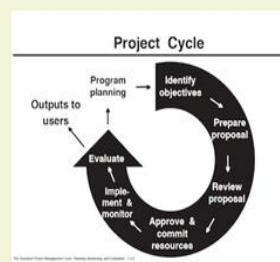 Project Cycle
Program
planning
Identify
objectives
Prepare
proposal
Review
proposal
Approve &
commit
resources
Imple-
ment &
monitor
Evaluate
Outputs to
users